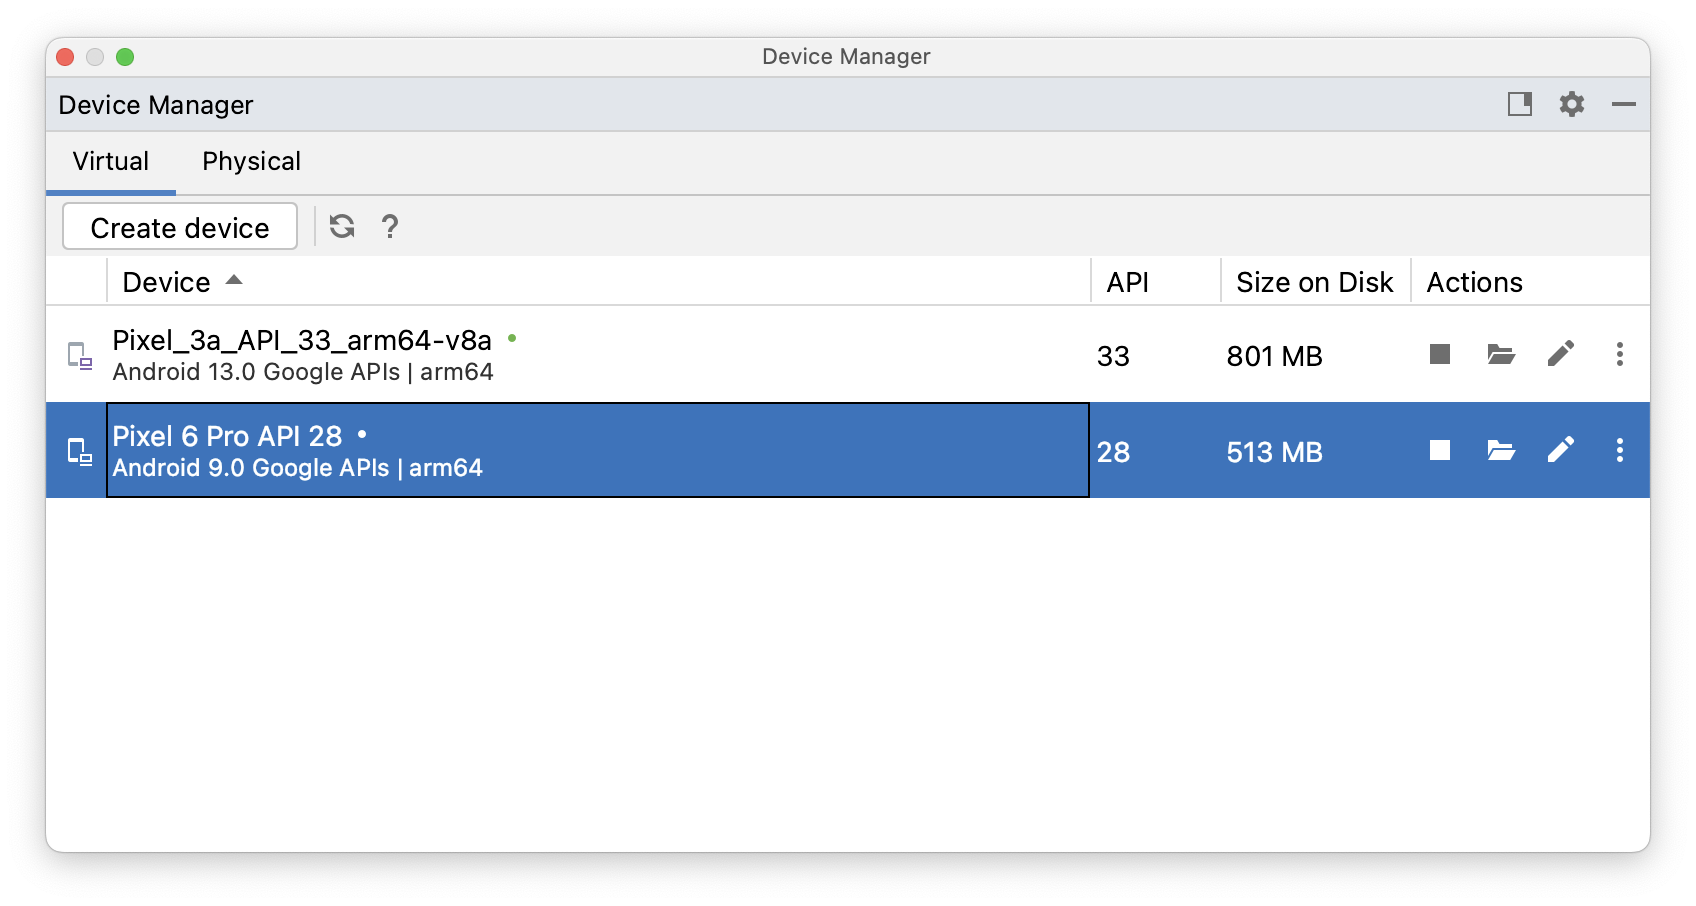 Device Manager
Device Manager
Virtual Physical
Create device ?
Device API Size on Disk Actions
Pixel_3a_API_33_arm64-v8a
Android 13.0 Google APIs | arm64
33 801 MB
Pixel 6 Pro API 28
Android 9.0 Google APIs | arm64
28 513 MB